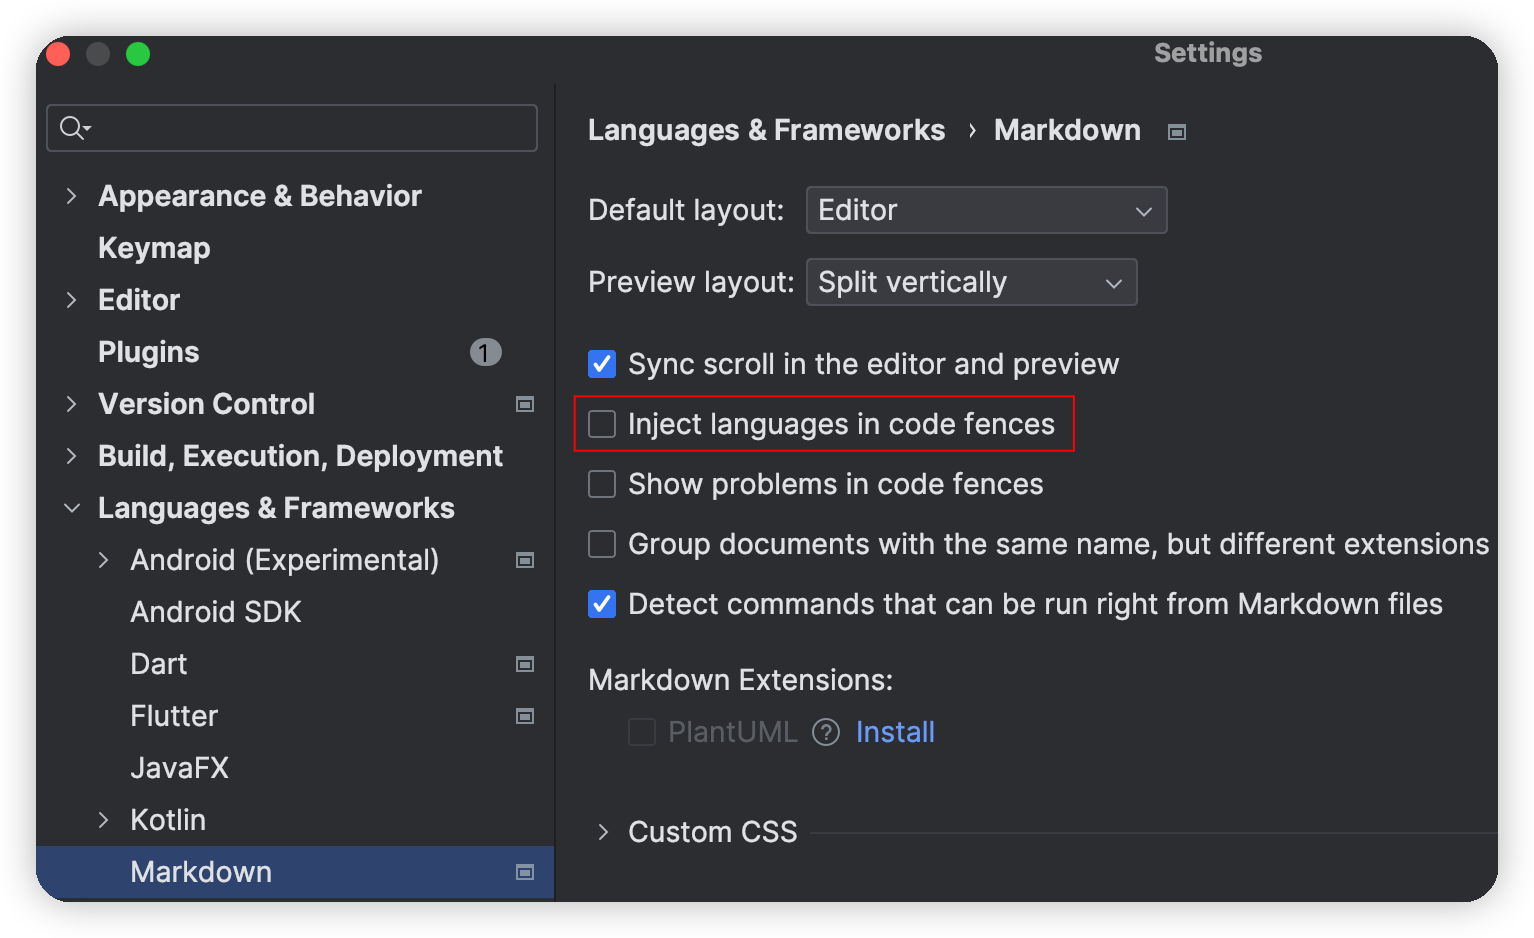 Settings
Appearance & Behavior
Keymap
Editor
Plugins 1
Version Control
Build, Execution, Deployment
Languages & Frameworks
Android (Experimental)
Android SDK
Dart
Flutter
JavaFX
Kotlin
Markdown
Languages & Frameworks › Markdown
Default layout: Editor
Preview layout: Split vertically
Sync scroll in the editor and preview
Inject languages in code fences
Show problems in code fences
Group documents with the same name, but different extensions
Detect commands that can be run right from Markdown files
Markdown Extensions:
PlantUML ? Install
Custom CSS